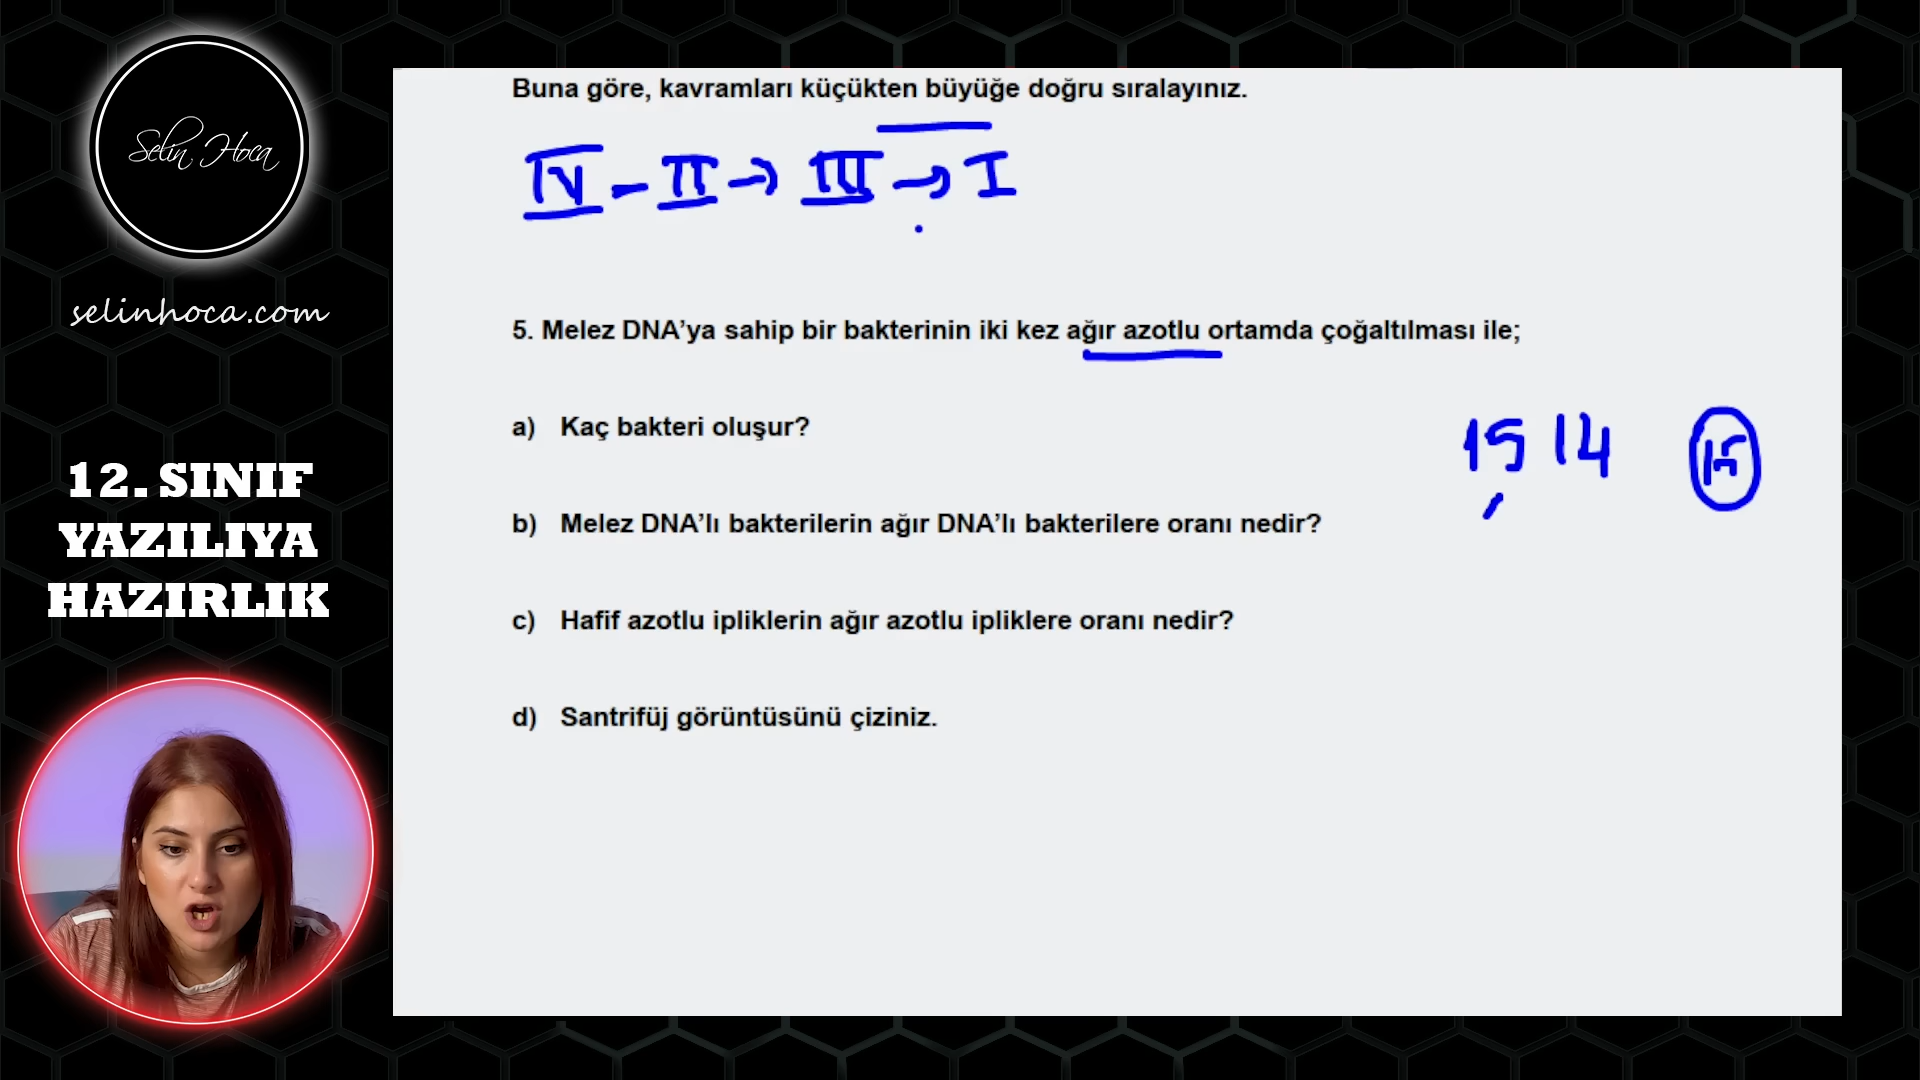 Selin Hoca
selinhoca.com
12. SINIF
YAZILIYA
HAZIRLIK
Buna göre, kavramları küçükten büyüğe doğru sıralayınız.
IV - II → III → I
5. Melez DNA’ya sahip bir bakterinin iki kez ağır azotlu ortamda çoğaltılması ile;
a) Kaç bakteri oluşur?
15 14 15
b) Melez DNA’lı bakterilerin ağır DNA’lı bakterilere oranı nedir?
c) Hafif azotlu ipliklerin ağır azotlu ipliklere oranı nedir?
d) Santrifüj görüntüsünü çiziniz.